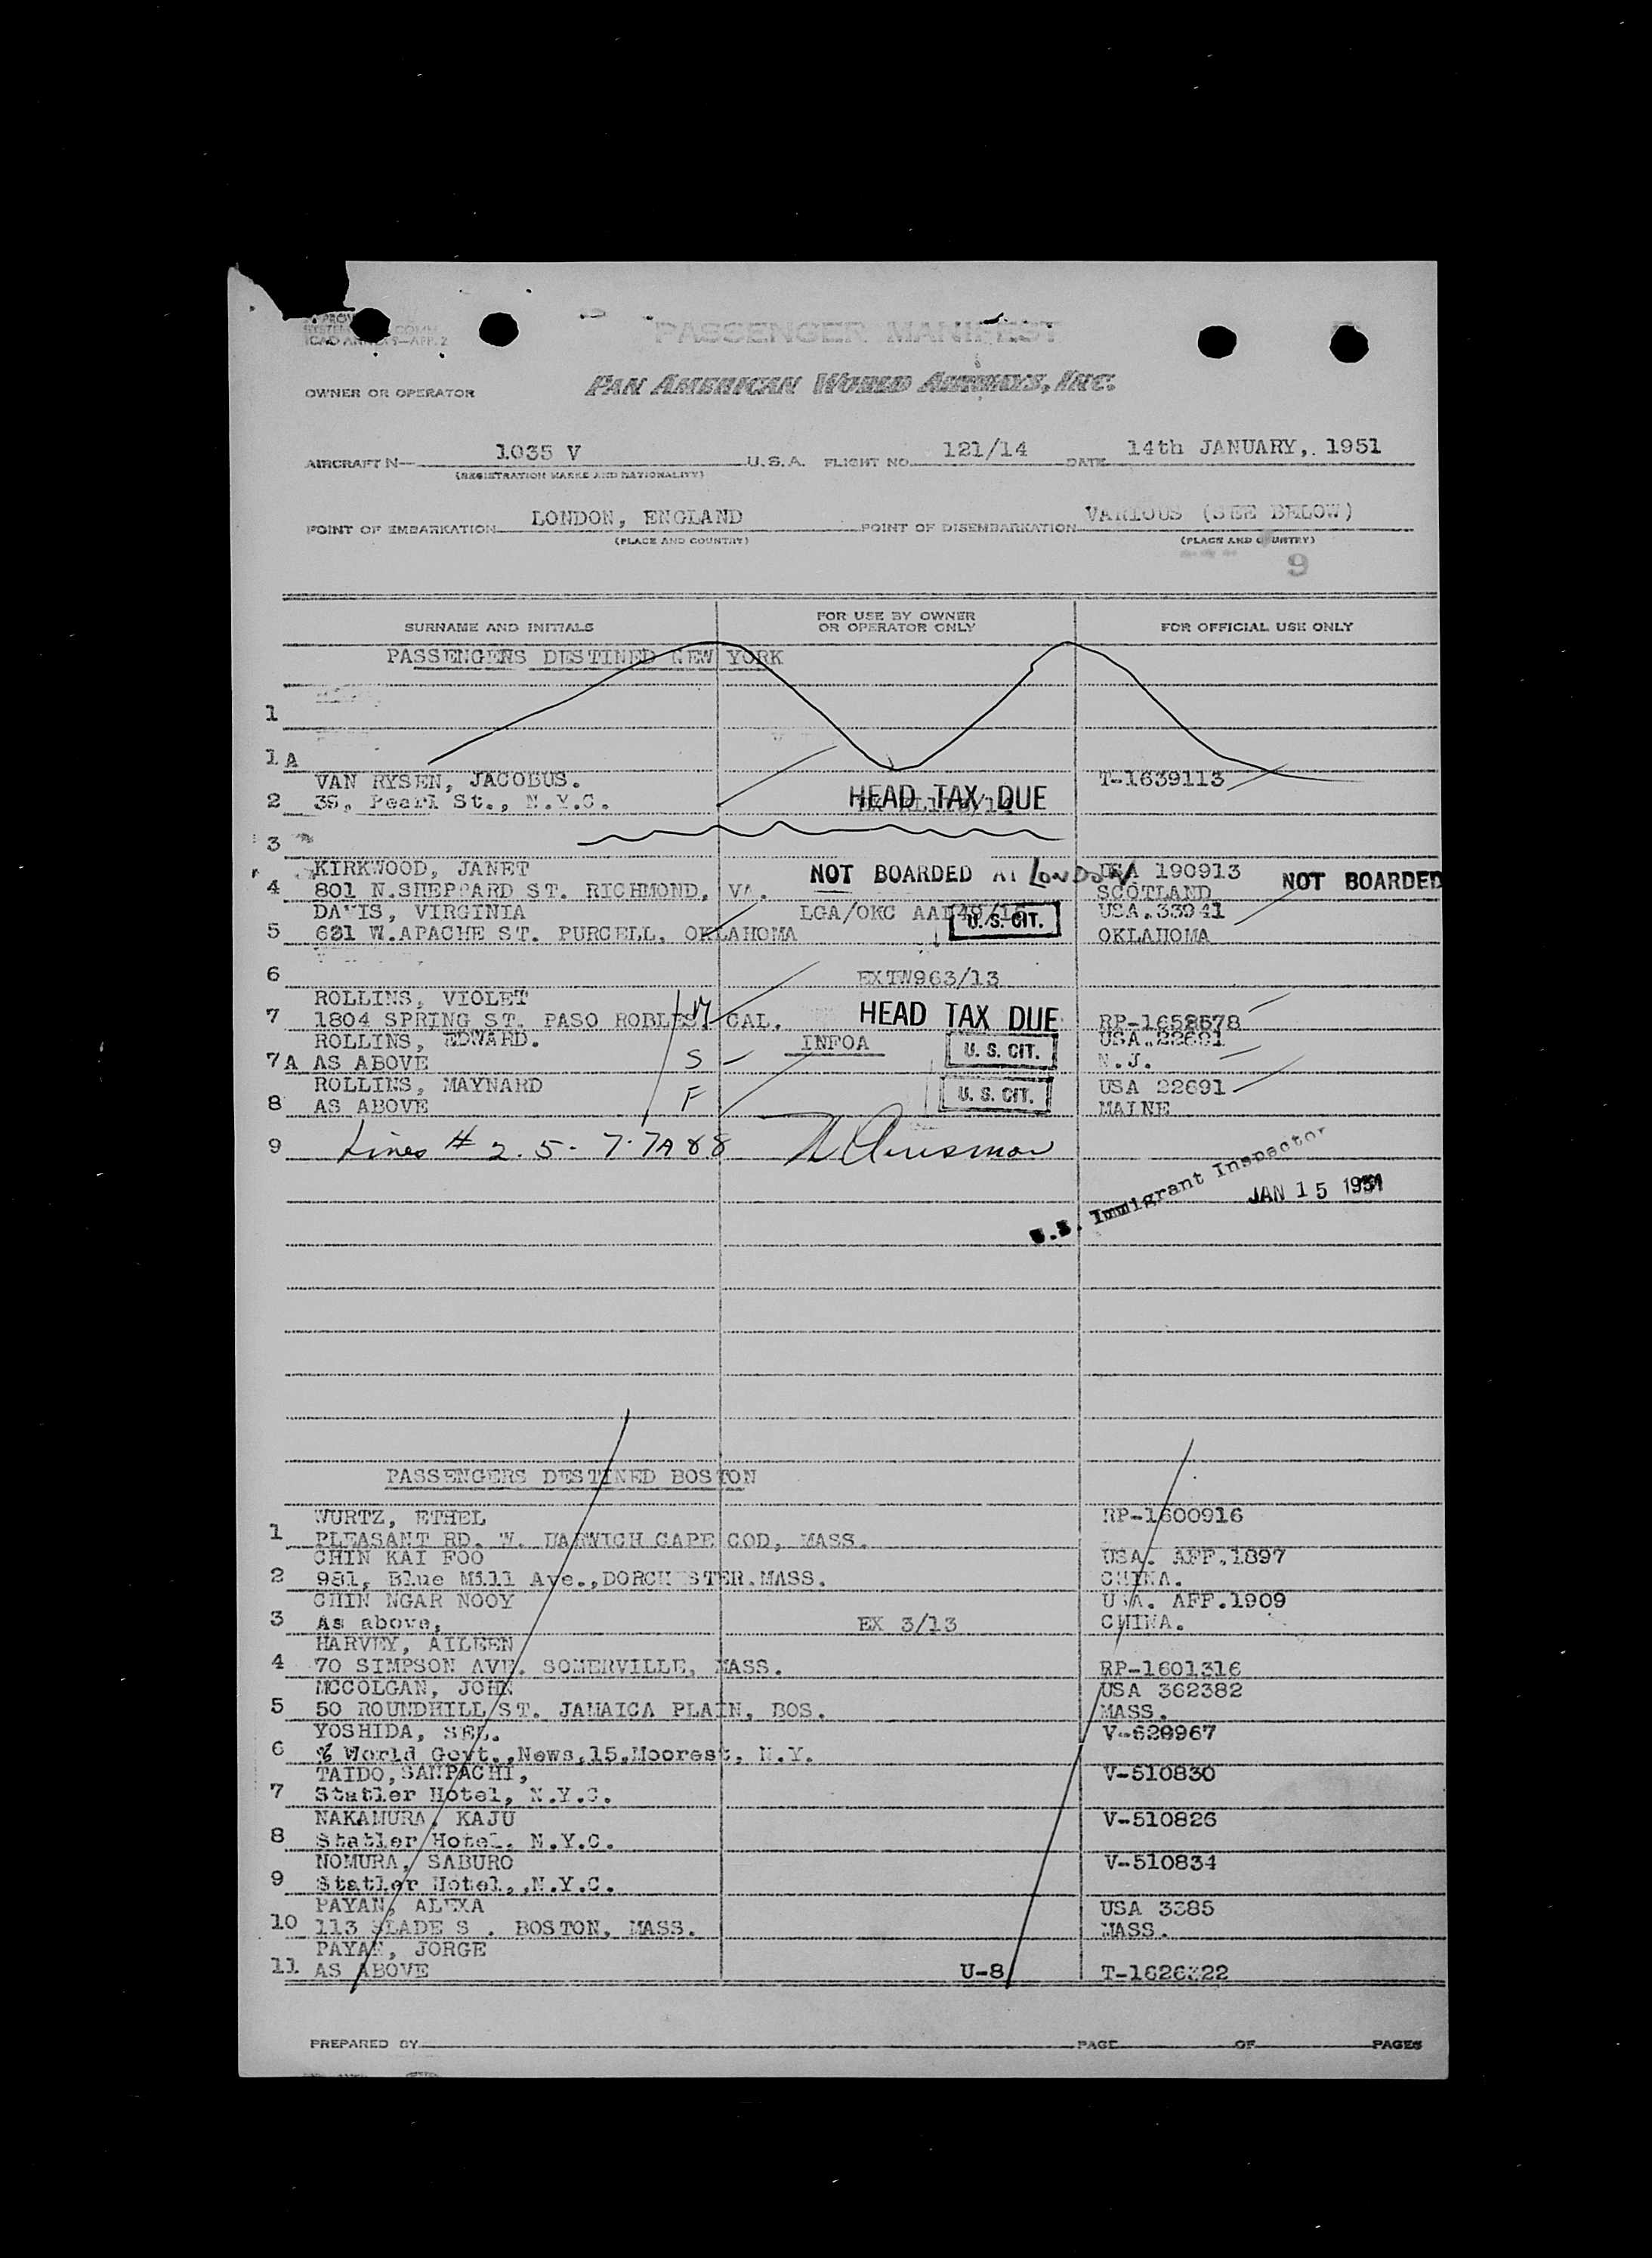 PASSENGER MANIFEST
ICAO ANNEX 9—APP. 2
OWNER OR OPERATOR PAN AMERICAN WORLD AIRWAYS, INC.
AIRCRAFT N— 1035 V U.S.A. FLIGHT NO. 121/14 DATE 14th JANUARY, 1951
(REGISTRATION MARKS AND NATIONALITY)
POINT OF EMBARKATION LONDON, ENGLAND POINT OF DISEMBARKATION VARIOUS (SEE BELOW)
(PLACE AND COUNTRY) (PLACE AND COUNTRY)
9
SURNAME AND INITIALS FOR USE BY OWNER OR OPERATOR ONLY FOR OFFICIAL USE ONLY
PASSENGERS DESTINED NEW YORK
1
1A
VAN RYSEN, JACOBUS. T-1639113
2 36, Pearl St., N.Y.C. HEAD TAX DUE
3
KIRKWOOD, JANET NOT BOARDED AT LONDON USA 190913 NOT BOARDED
4 801 N.SHEPPARD ST. RICHMOND, VA. SCOTLAND
DAVIS, VIRGINIA LGA/OKC U.S. CIT. USA.33941
5 621 W.APACHE ST. PURCELL, OKLAHOMA OKLAHOMA
6 EXTW963/13
ROLLINS, VIOLET
7 1804 SPRING ST. PASO ROBLES, CAL. M HEAD TAX DUE RP-1658578
ROLLINS, EDWARD. INFOA U.S. CIT. USA.22691
7A AS ABOVE S N.J.
ROLLINS, MAYNARD U.S. CIT. USA 22691
8 AS ABOVE F MAINE
9 Lines # 2. 5- 7. 7A & 8
U.S. Immigrant Inspector
JAN 15 1951
PASSENGERS DESTINED BOSTON
WURTZ, ETHEL RP-1600916
1 PLEASANT RD. W. HARWICH CAPE COD, MASS.
CHIN KAI FOO USA. AFF.1897
2 981, Blue Mill Ave.,DORCHESTER.MASS. CHINA.
CHIN NGAR NOOY USA. AFF.1909
3 As above, EX 3/13 CHINA.
HARVEY, AILEEN
4 70 SIMPSON AVE. SOMERVILLE, MASS. RP-1601316
MCCOLGAN, JOHN USA 362382
5 50 ROUNDHILL ST. JAMAICA PLAIN, BOS. MASS.
YOSHIDA, SEI. V-629967
6 % World Govt.,News,15,Moorest, N.Y.
TAIDO,SANPACHI, V-510830
7 Statler Hotel, N.Y.C.
NAKAMURA, KAJU V-510826
8 Statler Hotel, N.Y.C.
NOMURA, SABURO V-510834
9 Statler Hotel,,N.Y.C.
PAYAN, ALEXA USA 3385
10 113 SLADE S . BOSTON, MASS. MASS.
PAYAN, JORGE
11 AS ABOVE U-8 T-1626322
PREPARED BY PAGE OF PAGES